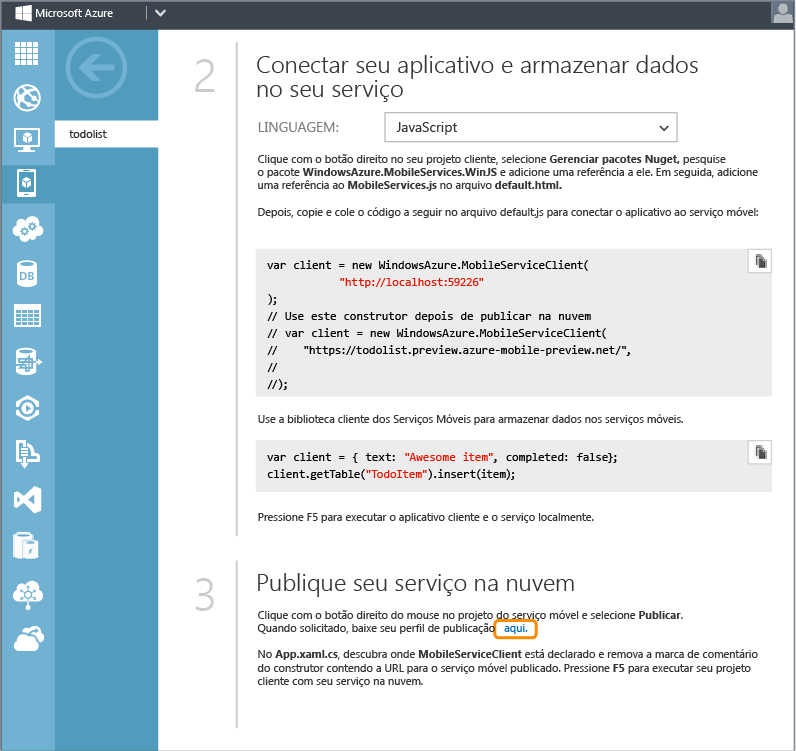 Microsoft Azure
todolist
DB
2
Conectar seu aplicativo e armazenar dados
no seu serviço
LINGUAGEM:
JavaScript
Clique com o botão direito no seu projeto cliente, selecione Gerenciar pacotes Nuget, pesquise
o pacote WindowsAzure.MobileServices.WinJS e adicione uma referência a ele. Em seguida, adicione
uma referência ao MobileServices.js no arquivo default.html.
Depois, copie e cole o código a seguir no arquivo default.js para conectar o aplicativo ao serviço móvel:
var client = new WindowsAzure.MobileServiceClient(
"http://localhost:59226"
);
// Use este construtor depois de publicar na nuvem
// var client = new WindowsAzure.MobileServiceClient(
// "https://todolist.preview.azure-mobile-preview.net/",
//
//);
Use a biblioteca cliente dos Serviços Móveis para armazenar dados nos serviços móveis.
var client = { text: "Awesome item", completed: false};
client.getTable("TodoItem").insert(item);
Pressione F5 para executar o aplicativo cliente e o serviço localmente.
3
Publique seu serviço na nuvem
Clique com o botão direito do mouse no projeto do serviço móvel e selecione Publicar.
Quando solicitado, baixe seu perfil de publicação aqui.
No App.xaml.cs, descubra onde MobileServiceClient está declarado e remova a marca de comentário
do construtor contendo a URL para o serviço móvel publicado. Pressione F5 para executar seu projeto
cliente com seu serviço na nuvem.